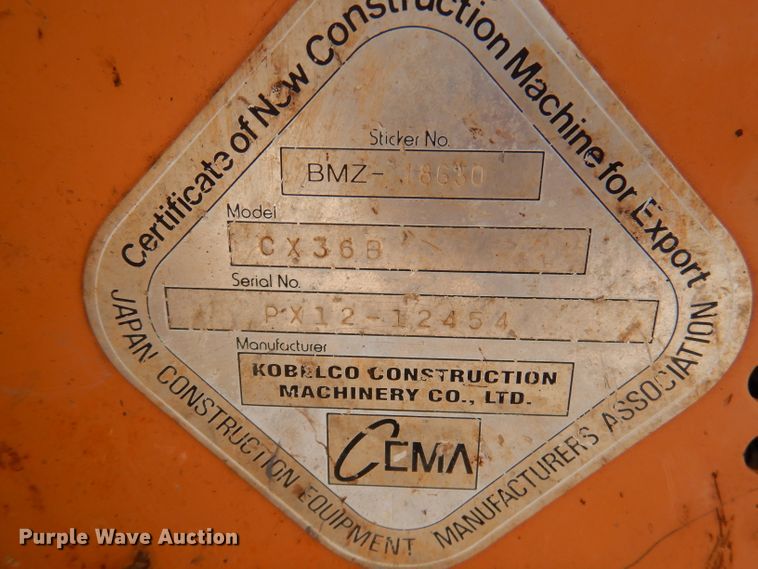 Certificate of New Construction Machine for Export
Sticker No.
BMZ-
Model
CX36B
Serial No.
PX12-12454
Manufacturer
KOBELCO CONSTRUCTION
MACHINERY CO., LTD.
CEMA
JAPAN CONSTRUCTION EQUIPMENT MANUFACTURERS ASSOCIATION
Purple Wave Auction